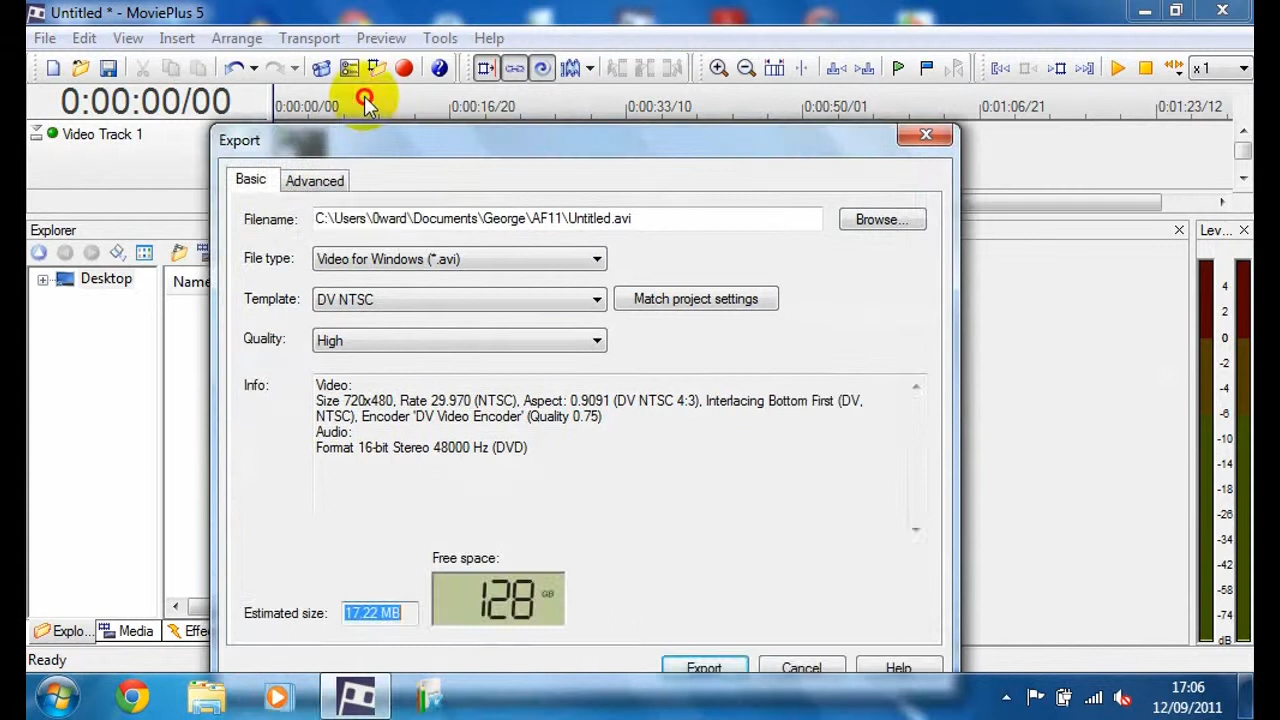 Untitled * - MoviePlus 5
File Edit View Insert Arrange Transport Preview Tools Help
x 1
0:00:00/00
0:00:00/00 0:00:16/20 0:00:33/10 0:00:50/01 0:01:06/21 0:01:23/12
Video Track 1
Export
Basic Advanced
Filename: C:\Users\0ward\Documents\George\AF11\Untitled.avi Browse...
File type: Video for Windows (*.avi)
Template: DV NTSC Match project settings
Quality: High
Info: Video:
Size 720x480, Rate 29.970 (NTSC), Aspect: 0.9091 (DV NTSC 4:3), Interlacing Bottom First (DV,
NTSC), Encoder 'DV Video Encoder' (Quality 0.75)
Audio:
Format 16-bit Stereo 48000 Hz (DVD)
Free space:
128 GB
Estimated size: 17.22 MB
Export Cancel Help
Explorer
Desktop
Name
Explo... Media Effe
Lev...
4
2
0
-2
-4
-6
-10
-14
-18
-26
-34
-42
-58
-74
dB
Ready
17:06
12/09/2011